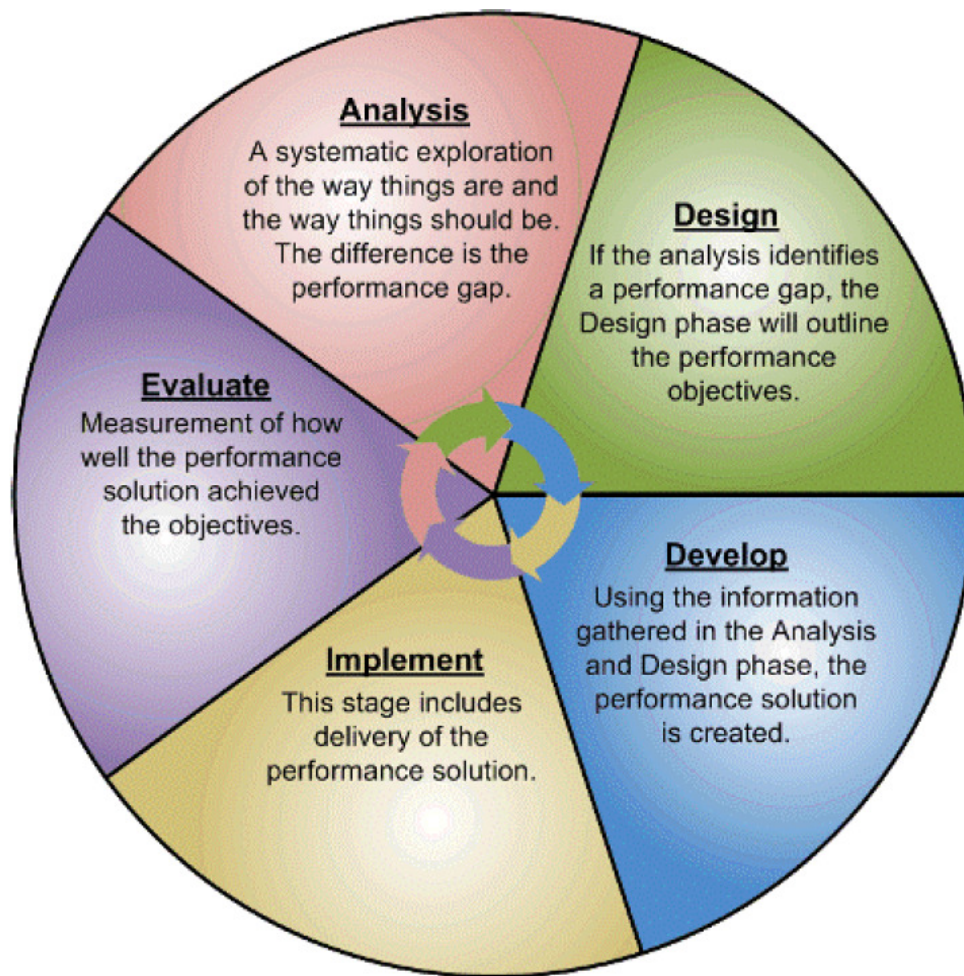 Analysis
A systematic exploration
of the way things are and
the way things should be.
The difference is the
performance gap.
Design
If the analysis identifies
a performance gap, the
Design phase will outline
the performance
objectives.
Develop
Using the information
gathered in the Analysis
and Design phase, the
performance solution
is created.
Implement
This stage includes
delivery of the
performance solution.
Evaluate
Measurement of how
well the performance
solution achieved
the objectives.